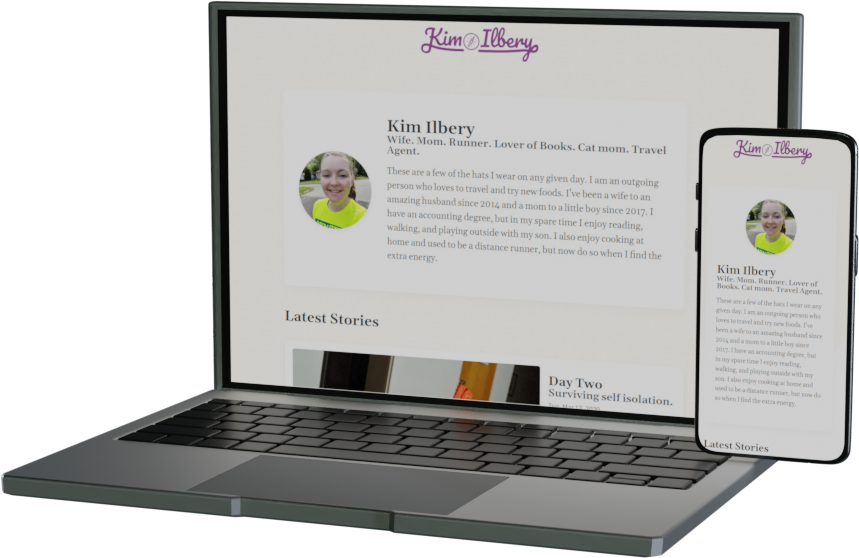 Kim Ilbery
Kim Ilbery
Wife. Mom. Runner. Lover of Books. Cat mom. Travel
Agent.
These are a few of the hats I wear on any given day. I am an outgoing
person who loves to travel and try new foods. I've been a wife to an
amazing husband since 2014 and a mom to a little boy since 2017. I
have an accounting degree, but in my spare time I enjoy reading,
walking, and playing outside with my son. I also enjoy cooking at
home and used to be a distance runner, but now do so when I find the
extra energy.
Latest Stories
Day Two
Surviving self isolation.
Kim Ilbery
Kim Ilbery
Wife. Mom. Runner. Lover of
Books. Cat mom. Travel Agent.
These are a few of the hats I wear on any
given day. I am an outgoing person who
loves to travel and try new foods. I've
been a wife to an amazing husband since
2014 and a mom to a little boy since
2017. I have an accounting degree, but
in my spare time I enjoy reading,
walking, and playing outside with my
son. I also enjoy cooking at home and
used to be a distance runner, but now do
so when I find the extra energy.
Latest Stories